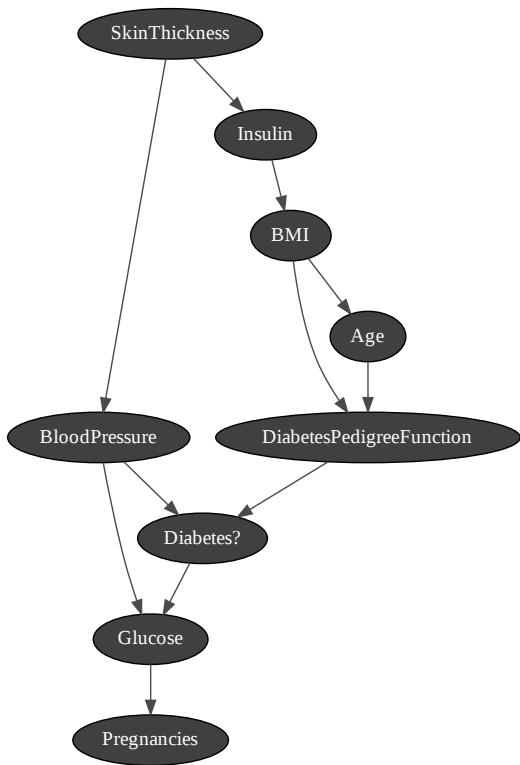 SkinThickness
Insulin
BMI
Age
BloodPressure
DiabetesPedigreeFunction
Diabetes?
Glucose
Pregnancies